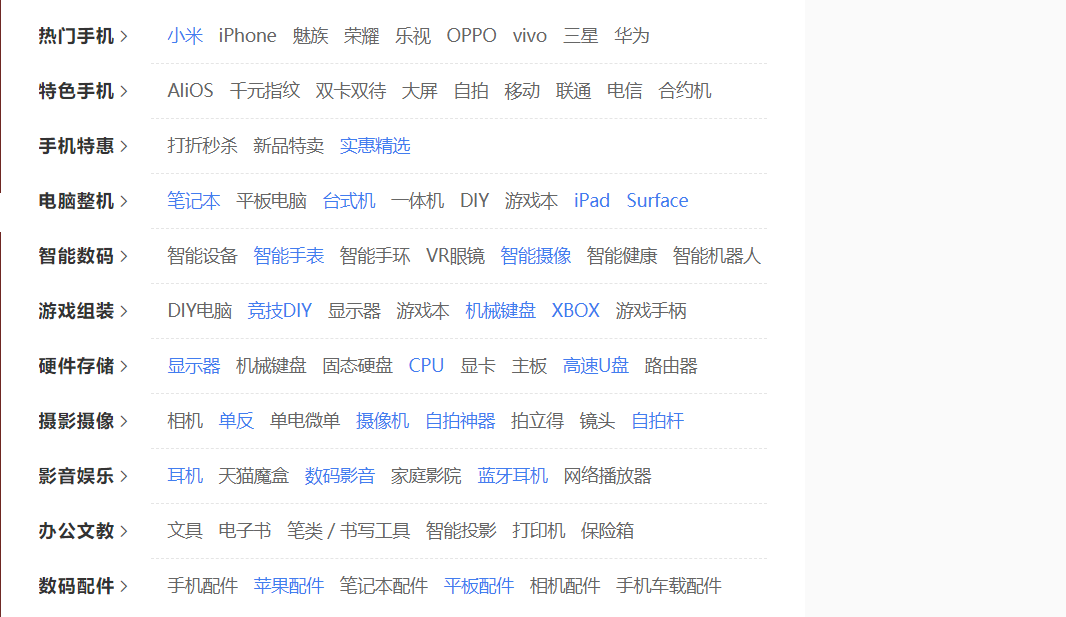 热门手机 > 小米 iPhone 魅族 荣耀 乐视 OPPO vivo 三星 华为
特色手机 > AliOS 千元指纹 双卡双待 大屏 自拍 移动 联通 电信 合约机
手机特惠 > 打折秒杀 新品特卖 实惠精选
电脑整机 > 笔记本 平板电脑 台式机 一体机 DIY 游戏本 iPad Surface
智能数码 > 智能设备 智能手表 智能手环 VR眼镜 智能摄像 智能健康 智能机器人
游戏组装 > DIY电脑 竞技DIY 显示器 游戏本 机械键盘 XBOX 游戏手柄
硬件存储 > 显示器 机械键盘 固态硬盘 CPU 显卡 主板 高速U盘 路由器
摄影摄像 > 相机 单反 单电微单 摄像机 自拍神器 拍立得 镜头 自拍杆
影音娱乐 > 耳机 天猫魔盒 数码影音 家庭影院 蓝牙耳机 网络播放器
办公文教 > 文具 电子书 笔类 / 书写工具 智能投影 打印机 保险箱
数码配件 > 手机配件 苹果配件 笔记本配件 平板配件 相机配件 手机车载配件